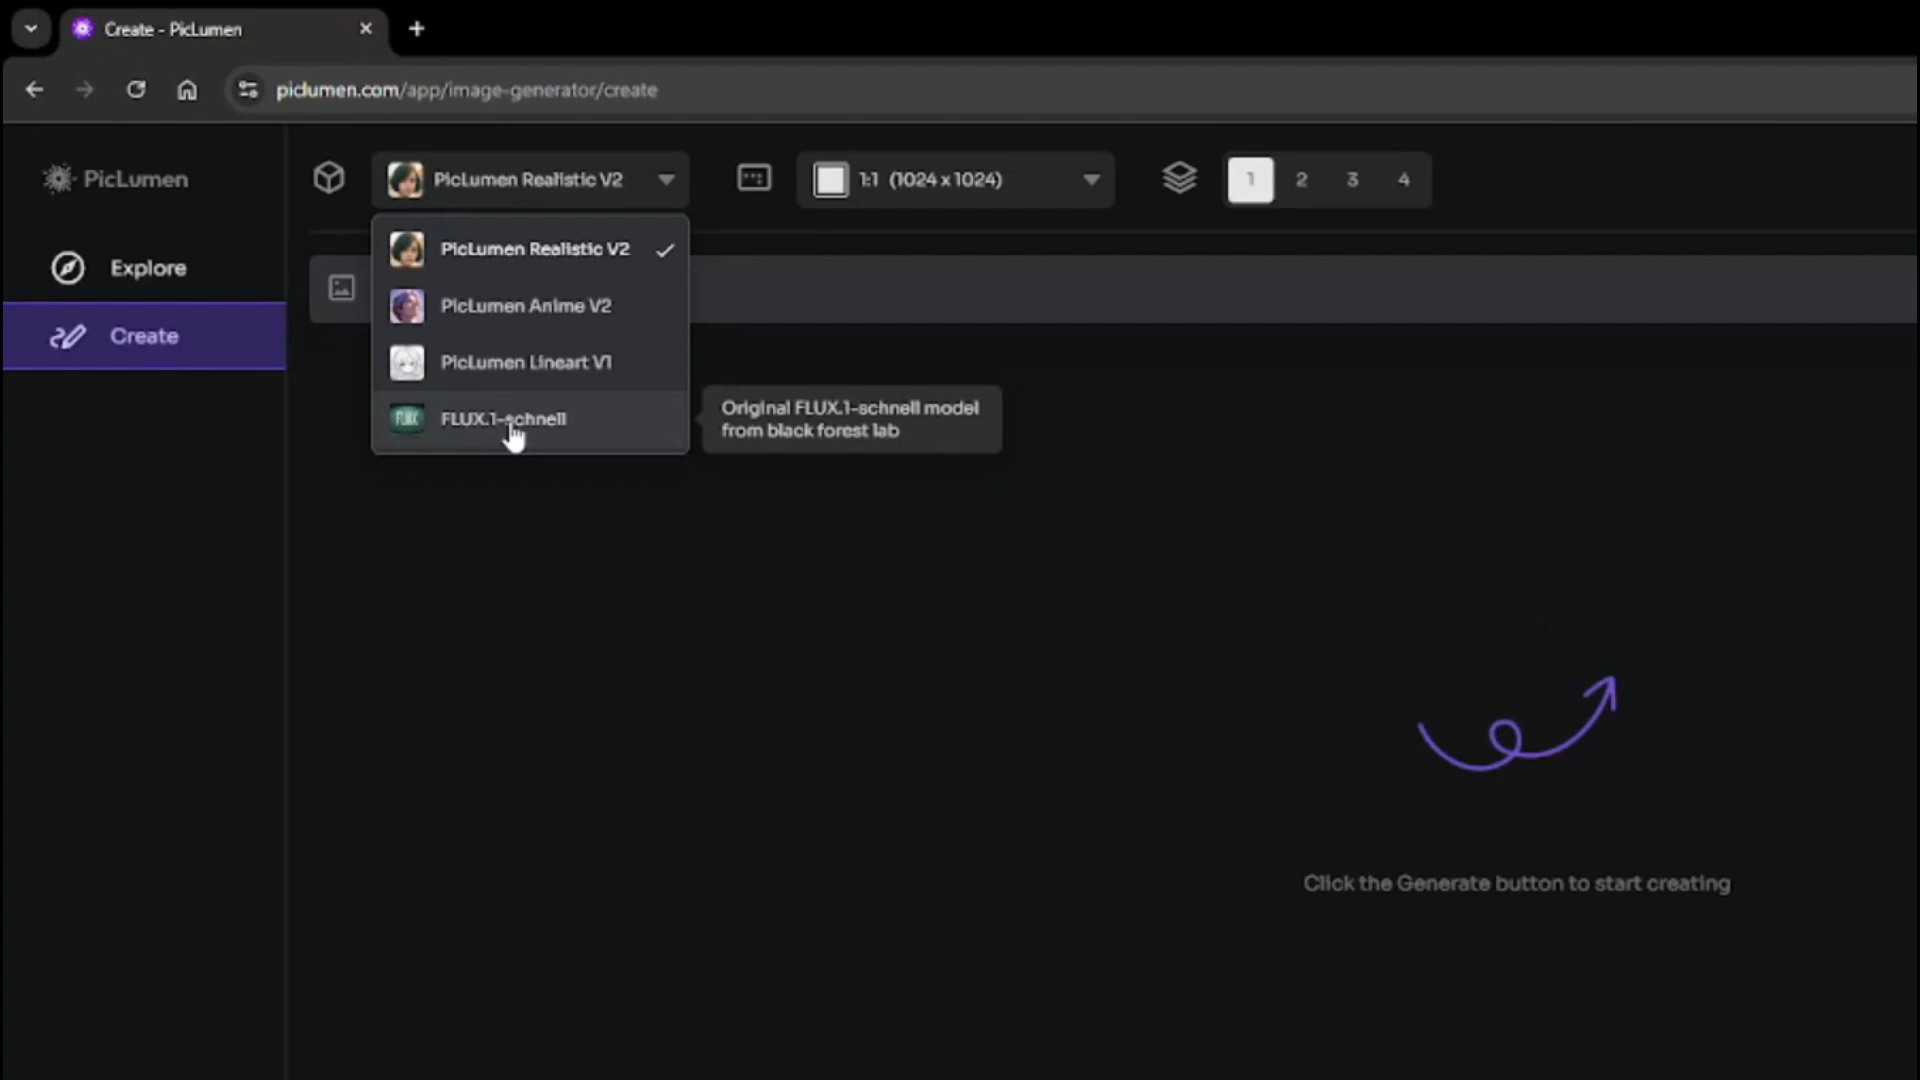 Create - PicLumen
piclumen.com/app/image-generator/create
PicLumen
PicLumen Realistic V2
1:1 (1024 x 1024)
1 2 3 4
Explore
Create
PicLumen Realistic V2
PicLumen Anime V2
PicLumen Lineart V1
FLUX
FLUX.1-schnell
Original FLUX.1-schnell model
from black forest lab
Click the Generate button to start creating